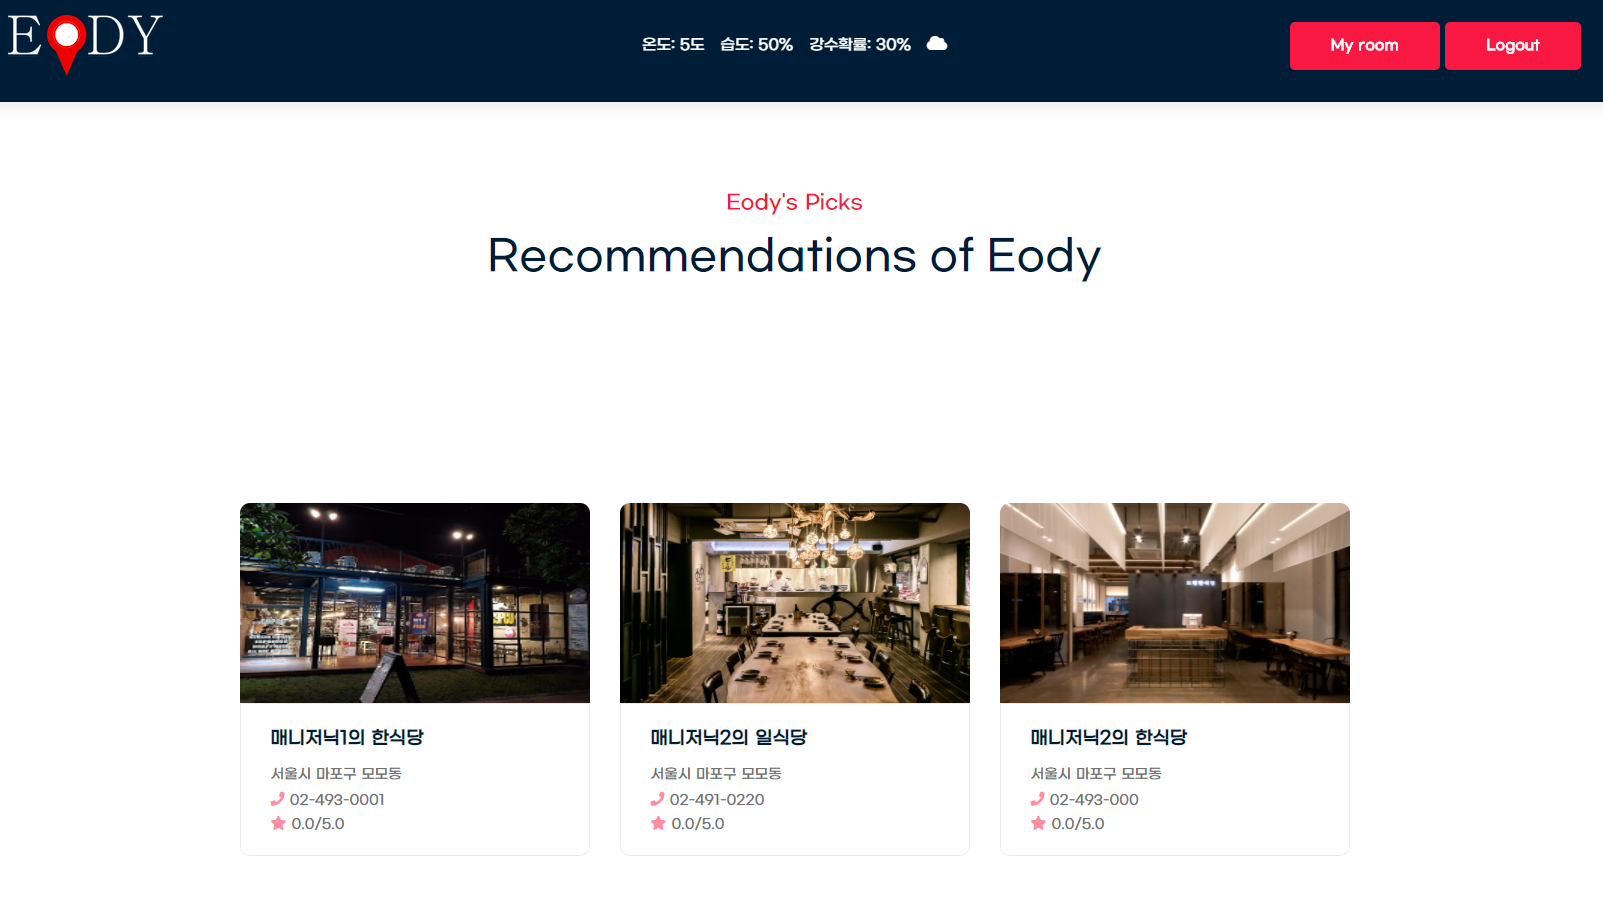 EODY
온도: 5도 습도: 50% 강수확률: 30%
My room
Logout
Eody's Picks
Recommendations of Eody
매니저닉1의 한식당
서울시 마포구 모모동
02-493-0001
0.0/5.0
매니저닉2의 일식당
서울시 마포구 모모동
02-491-0220
0.0/5.0
매니저닉2의 한식당
서울시 마포구 모모동
02-493-000
0.0/5.0